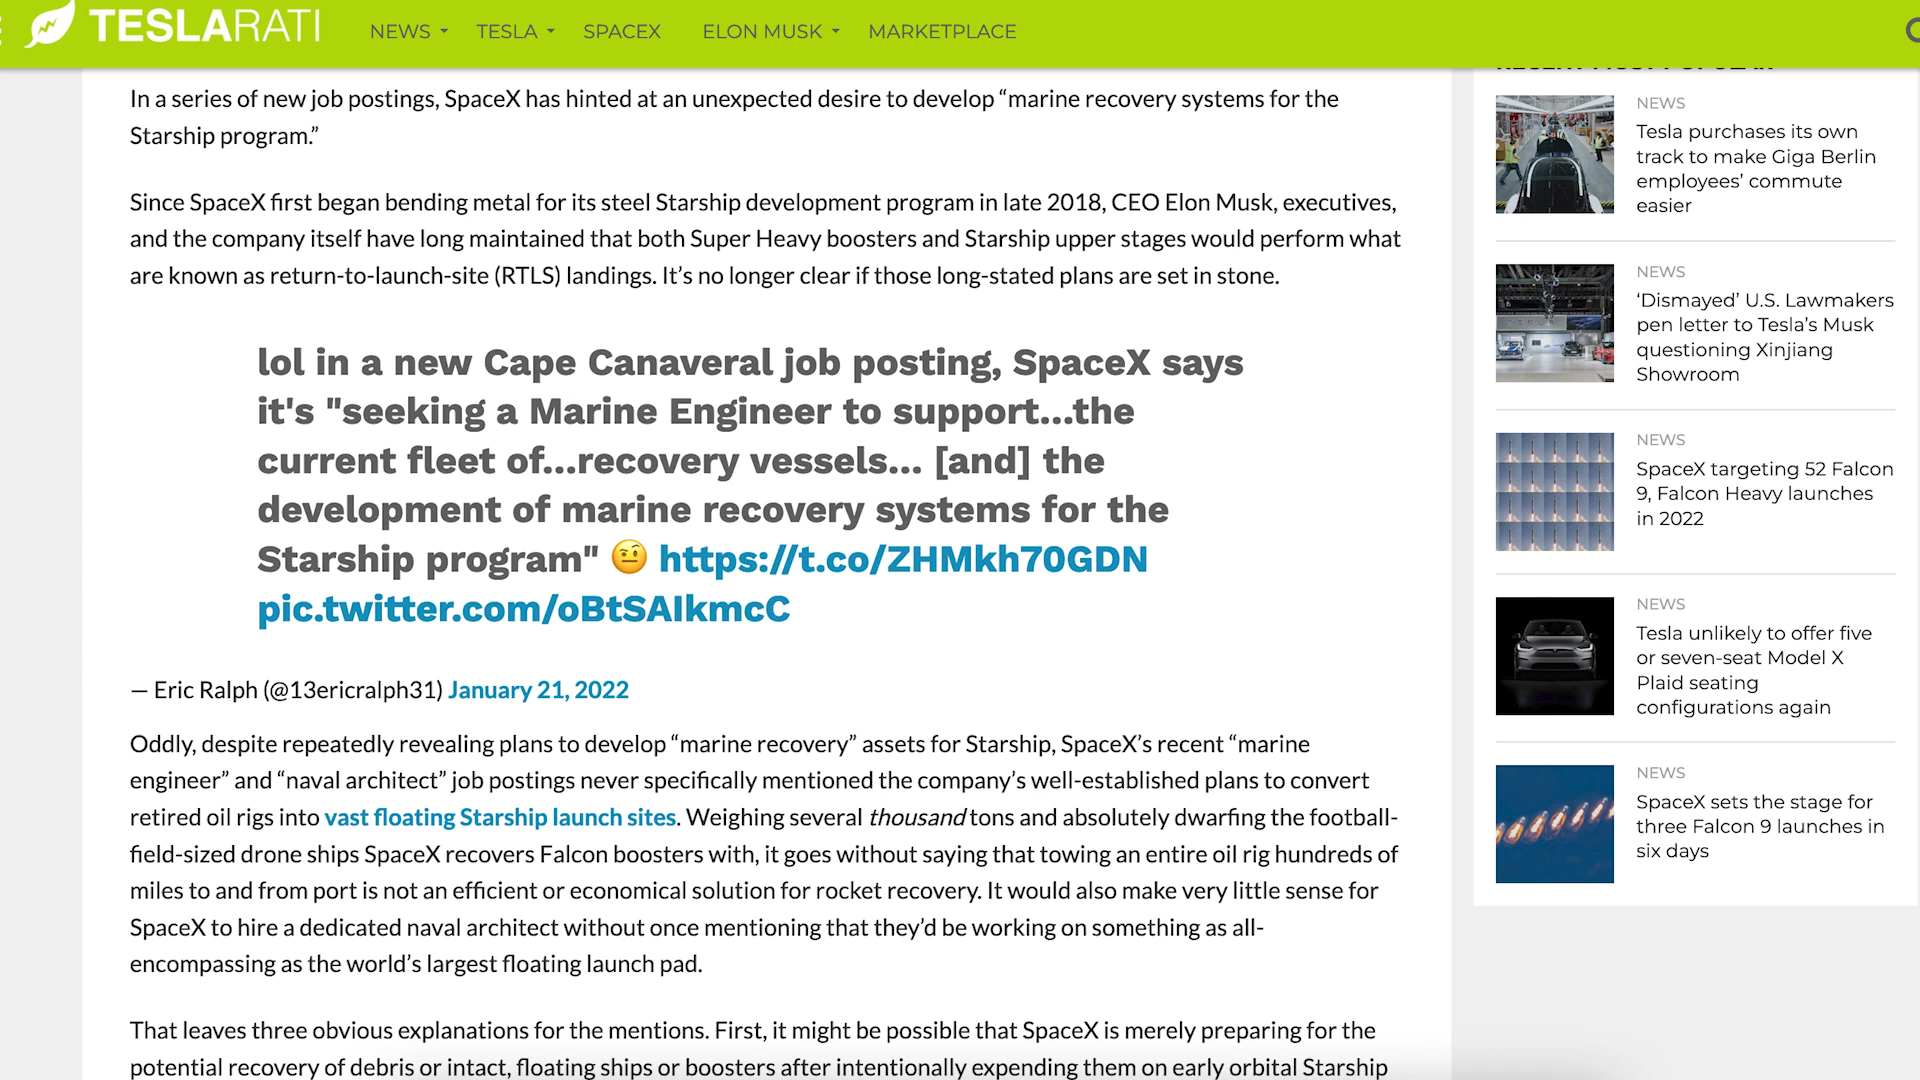 TESLARATI
NEWS TESLA SPACEX ELON MUSK MARKETPLACE
In a series of new job postings, SpaceX has hinted at an unexpected desire to develop “marine recovery systems for the
Starship program.”
Since SpaceX first began bending metal for its steel Starship development program in late 2018, CEO Elon Musk, executives,
and the company itself have long maintained that both Super Heavy boosters and Starship upper stages would perform what
are known as return-to-launch-site (RTLS) landings. It’s no longer clear if those long-stated plans are set in stone.
lol in a new Cape Canaveral job posting, SpaceX says
it's "seeking a Marine Engineer to support...the
current fleet of...recovery vessels... [and] the
development of marine recovery systems for the
Starship program" 🤨 https://t.co/ZHMkh70GDN
pic.twitter.com/oBtSAIkmcC
— Eric Ralph (@13ericralph31) January 21, 2022
Oddly, despite repeatedly revealing plans to develop “marine recovery” assets for Starship, SpaceX’s recent “marine
engineer” and “naval architect” job postings never specifically mentioned the company’s well-established plans to convert
retired oil rigs into vast floating Starship launch sites. Weighing several thousand tons and absolutely dwarfing the football-
field-sized drone ships SpaceX recovers Falcon boosters with, it goes without saying that towing an entire oil rig hundreds of
miles to and from port is not an efficient or economical solution for rocket recovery. It would also make very little sense for
SpaceX to hire a dedicated naval architect without once mentioning that they’d be working on something as all-
encompassing as the world’s largest floating launch pad.
That leaves three obvious explanations for the mentions. First, it might be possible that SpaceX is merely preparing for the
potential recovery of debris or intact, floating ships or boosters after intentionally expending them on early orbital Starship
NEWS
Tesla purchases its own
track to make Giga Berlin
employees’ commute
easier
NEWS
‘Dismayed’ U.S. Lawmakers
pen letter to Tesla’s Musk
questioning Xinjiang
Showroom
NEWS
SpaceX targeting 52 Falcon
9, Falcon Heavy launches
in 2022
NEWS
Tesla unlikely to offer five
or seven-seat Model X
Plaid seating
configurations again
NEWS
SpaceX sets the stage for
three Falcon 9 launches in
six days